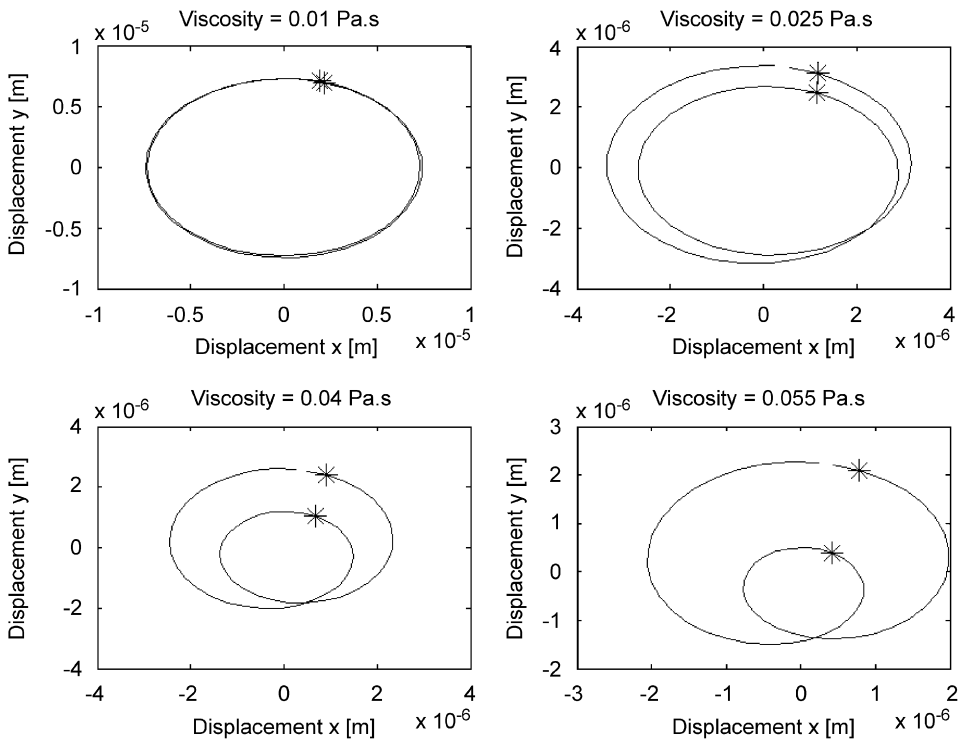 Viscosity = 0.01 Pa.s
x 10-5
1
0.5
0
-0.5
-1
Displacement y [m]
-1 -0.5 0 0.5 1
Displacement x [m]
x 10-5
Viscosity = 0.025 Pa.s
x 10-6
4
2
0
-2
-4
Displacement y [m]
-4 -2 0 2 4
Displacement x [m]
x 10-6
Viscosity = 0.04 Pa.s
x 10-6
4
2
0
-2
-4
Displacement y [m]
-4 -2 0 2 4
Displacement x [m]
x 10-6
Viscosity = 0.055 Pa.s
x 10-6
3
2
1
0
-1
-2
Displacement y [m]
-3 -2 -1 0 1 2
Displacement x [m]
x 10-6